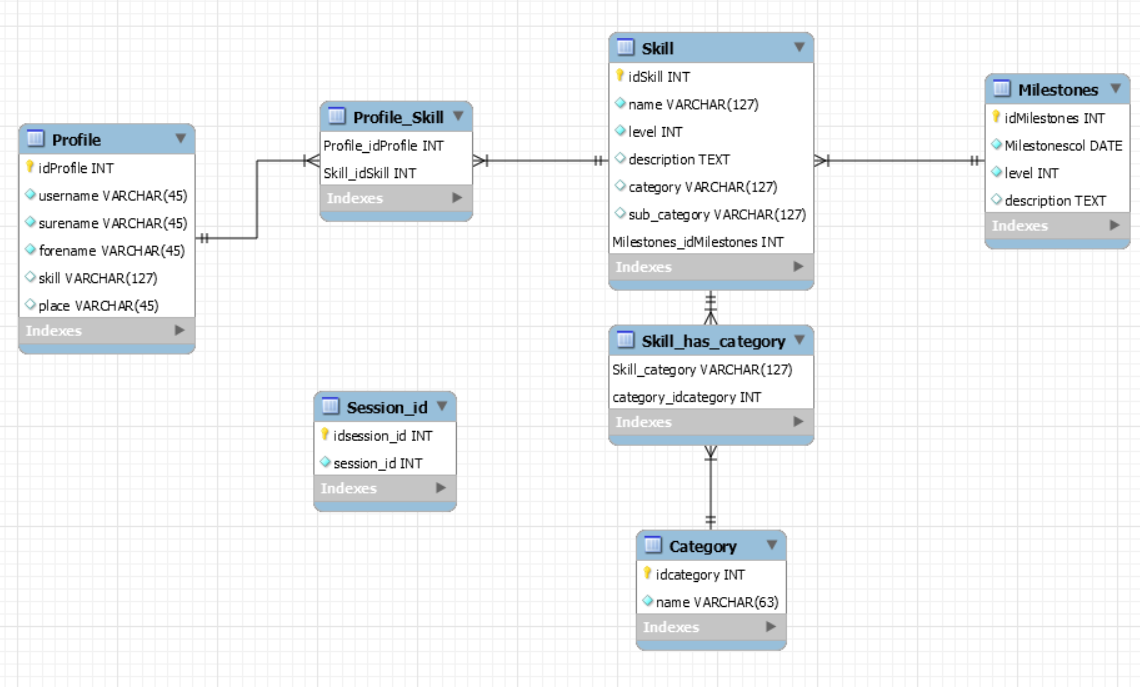 Profile
idProfile INT
username VARCHAR(45)
surename VARCHAR(45)
forename VARCHAR(45)
skill VARCHAR(127)
place VARCHAR(45)
Indexes
Profile_Skill
Profile_idProfile INT
Skill_idSkill INT
Indexes
Skill
idSkill INT
name VARCHAR(127)
level INT
description TEXT
category VARCHAR(127)
sub_category VARCHAR(127)
Milestones_idMilestones INT
Indexes
Milestones
idMilestones INT
Milestonescol DATE
level INT
description TEXT
Indexes
Skill_has_category
Skill_category VARCHAR(127)
category_idcategory INT
Indexes
Session_id
idsession_id INT
session_id INT
Indexes
Category
idcategory INT
name VARCHAR(63)
Indexes